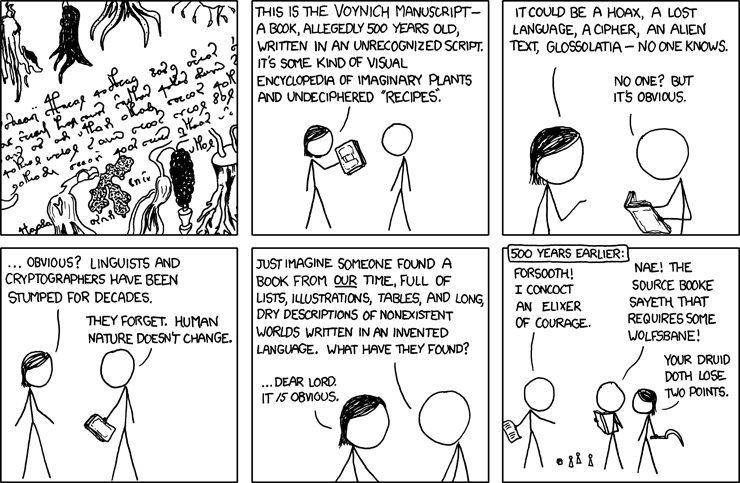 THIS IS THE VOYNICH MANUSCRIPT—
A BOOK, ALLEGEDLY 500 YEARS OLD,
WRITTEN IN AN UNRECOGNIZED SCRIPT.
IT'S SOME KIND OF VISUAL
ENCYCLOPEDIA OF IMAGINARY PLANTS
AND UNDECIPHERED "RECIPES".
IT COULD BE A HOAX, A LOST
LANGUAGE, A CIPHER, AN ALIEN
TEXT, GLOSSOLATIA — NO ONE KNOWS.
NO ONE? BUT
IT'S OBVIOUS.
... OBVIOUS? LINGUISTS AND
CRYPTOGRAPHERS HAVE BEEN
STUMPED FOR DECADES.
THEY FORGET. HUMAN
NATURE DOESN'T CHANGE.
JUST IMAGINE SOMEONE FOUND A
BOOK FROM OUR TIME, FULL OF
LISTS, ILLUSTRATIONS, TABLES, AND LONG,
DRY DESCRIPTIONS OF NONEXISTENT
WORLDS WRITTEN IN AN INVENTED
LANGUAGE. WHAT HAVE THEY FOUND?
...DEAR LORD.
IT IS OBVIOUS.
500 YEARS EARLIER:
FORSOOTH!
I CONCOCT
AN ELIXER
OF COURAGE.
NAE! THE
SOURCE BOOKE
SAYETH THAT
REQUIRES SOME
WOLFSBANE!
YOUR DRUID
DOTH LOSE
TWO POINTS.